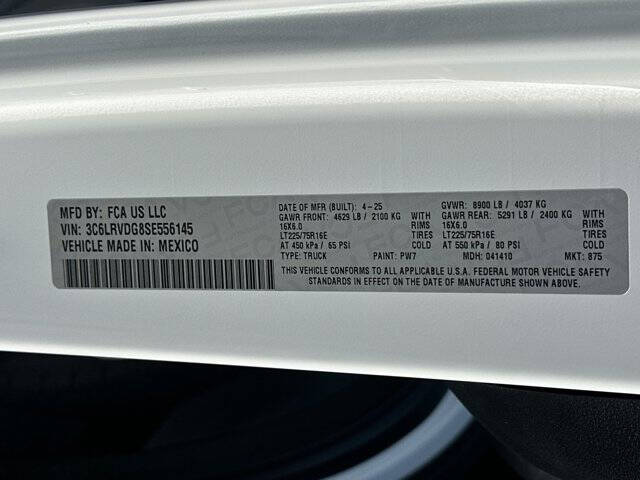 MFD BY: FCA US LLC
VIN: 3C6LRVDG8SE556145
VEHICLE MADE IN: MEXICO
DATE OF MFR (BUILT): 4-25 GVWR: 8900 LB / 4037 KG
GAWR FRONT: 4629 LB / 2100 KG WITH GAWR REAR: 5291 LB / 2400 KG WITH
16X6.0 RIMS 16X6.0 RIMS
LT225/75R16E TIRES LT225/75R16E TIRES
AT 450 kPa / 65 PSI COLD AT 550 kPa / 80 PSI COLD
TYPE: TRUCK PAINT: PW7 MDH: 041410 MKT: 875
THIS VEHICLE CONFORMS TO ALL APPLICABLE U.S.A. FEDERAL MOTOR VEHICLE SAFETY
STANDARDS IN EFFECT ON THE DATE OF MANUFACTURE SHOWN ABOVE.